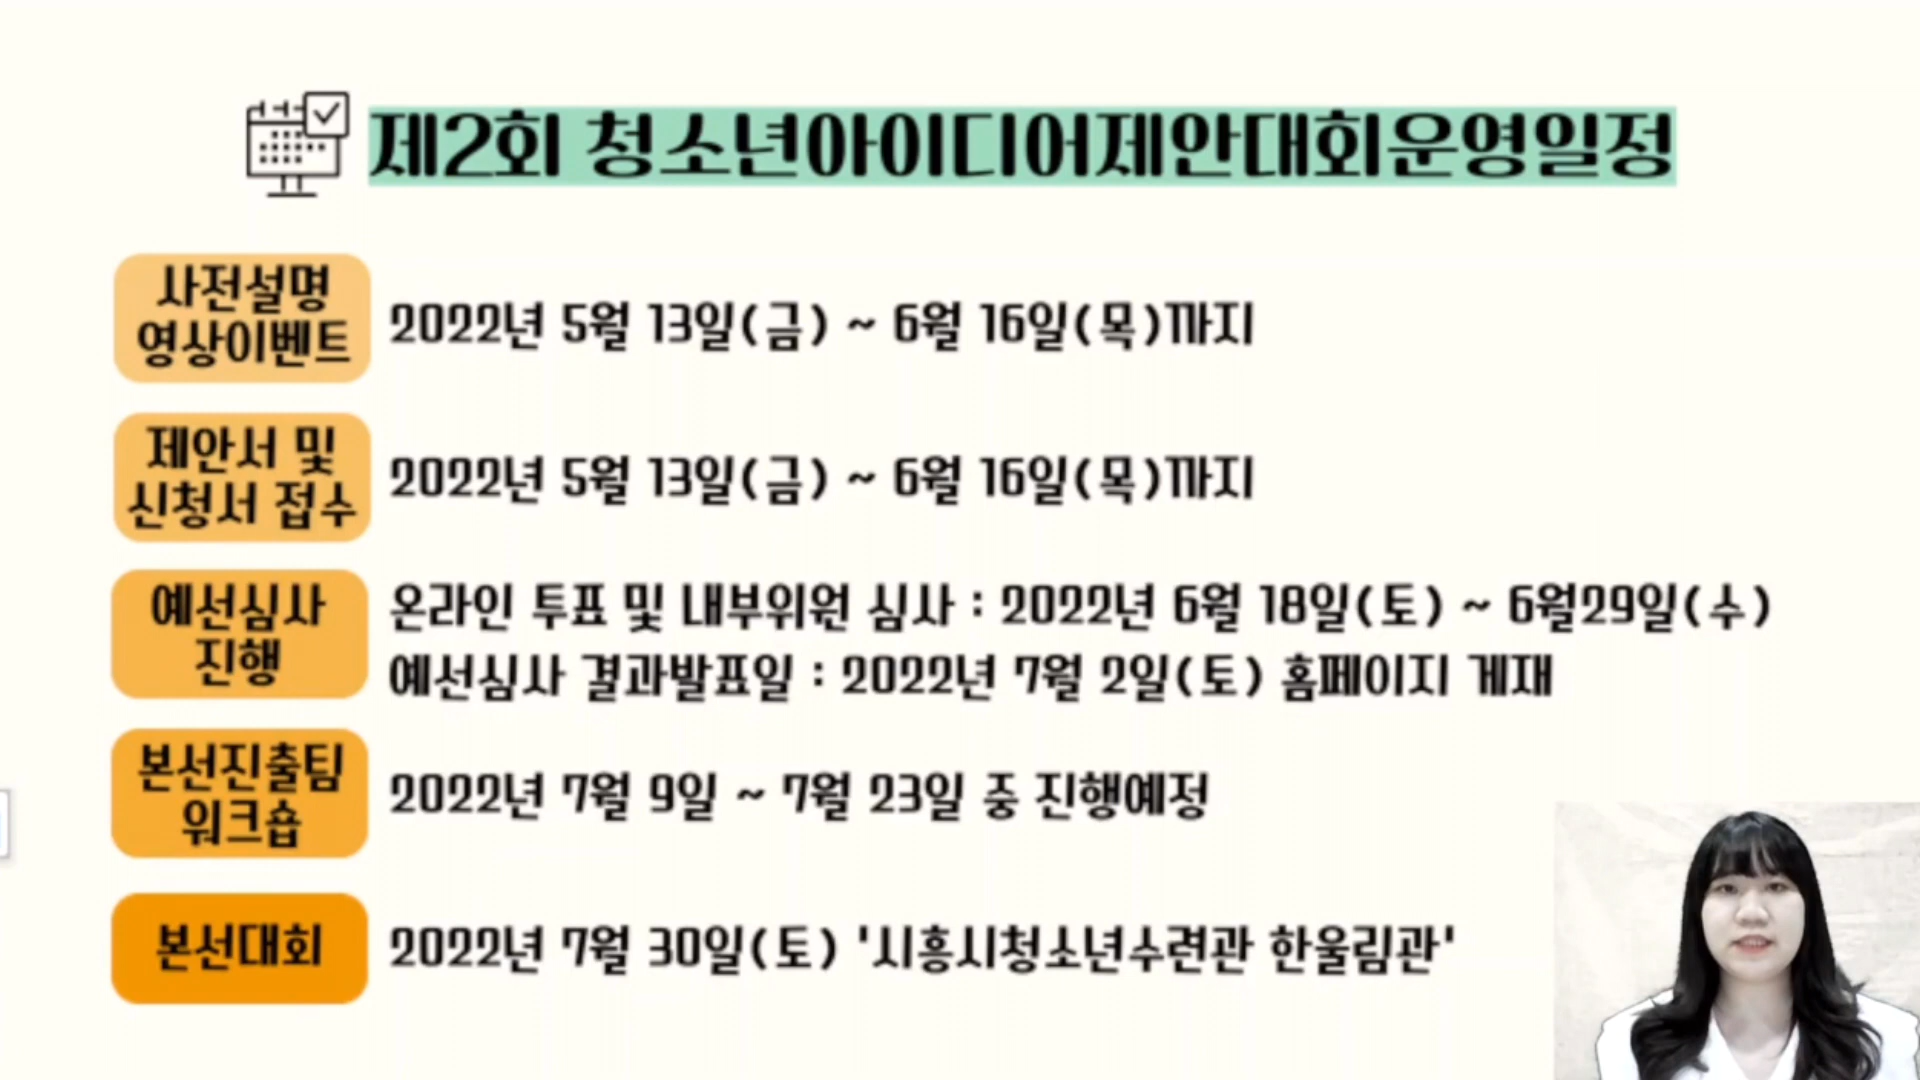 제2회 청소년아이디어제안대회운영일정
사전설명
영상이벤트
2022년 5월 13일(금) ~ 6월 16일(목)까지
제안서 및
신청서 접수
2022년 5월 13일(금) ~ 6월 16일(목)까지
예선심사
진행
온라인 투표 및 내부위원 심사 : 2022년 6월 18일(토) ~ 6월29일(수)
예선심사 결과발표일 : 2022년 7월 2일(토) 홈페이지 게재
본선진출팀
워크숍
2022년 7월 9일 ~ 7월 23일 중 진행예정
본선대회
2022년 7월 30일(토) '시흥시청소년수련관 한울림관'